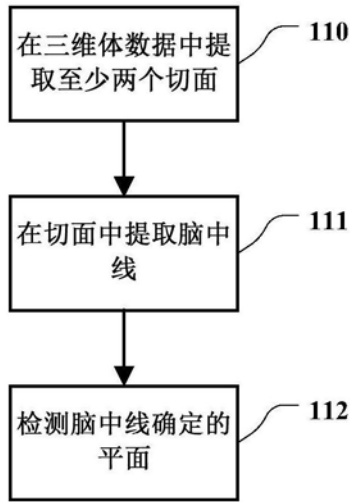 在三维体数据中提
取至少两个切面
110
在切面中提取脑中
线
111
检测脑中线确定的
平面
112